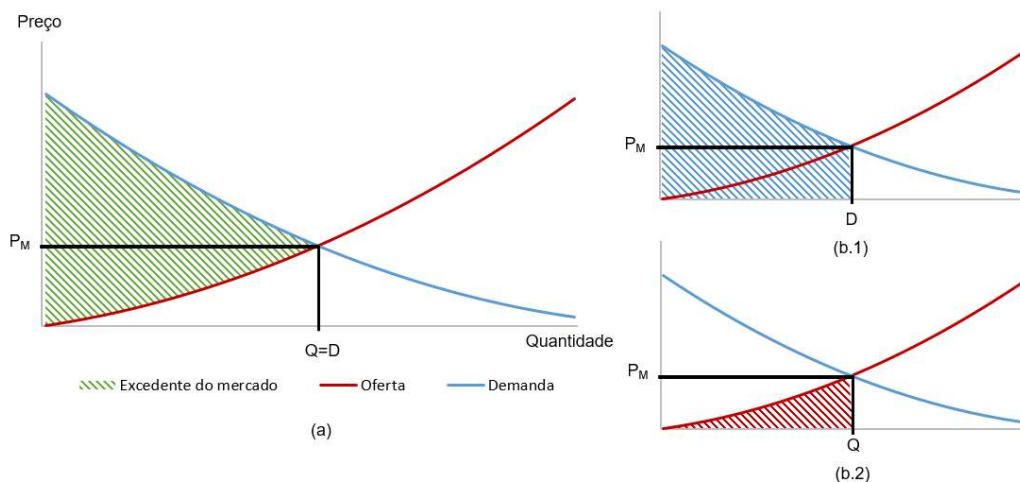 Preço
P_M
Q=D
Quantidade
Excedente do mercado
Oferta
Demanda
(a)
P_M
D
(b.1)
P_M
Q
(b.2)